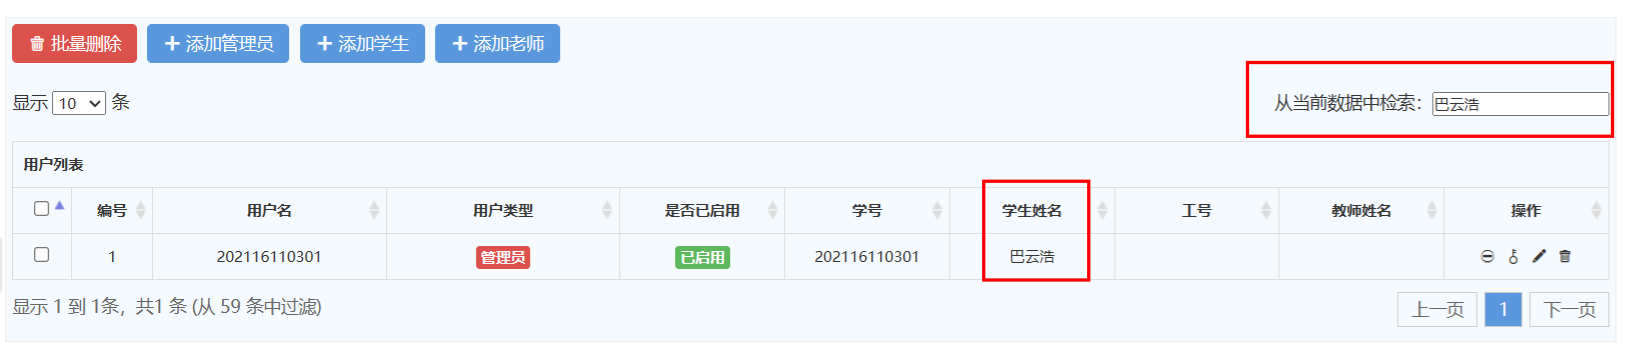 批量删除 添加管理员 添加学生 添加老师
显示 10 条 从当前数据中检索：巴云浩
用户列表
编号 用户名 用户类型 是否已启用 学号 学生姓名 工号 教师姓名 操作
1 202116110301 管理员 已启用 202116110301 巴云浩
显示 1 到 1条，共1 条 (从 59 条中过滤) 上一页 1 下一页